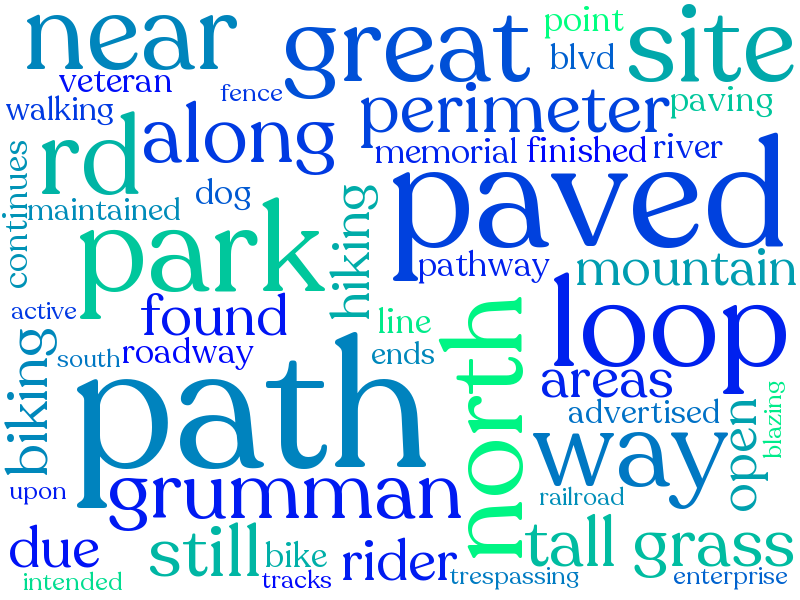 near
great
point
site
blvd
veteran
fence
walking
perimeter
paving
along
rd
memorial
finished
river
continues
dog
paved
maintained
hiking
park
pathway
mountain
active
found
line
loop
north
south
roadway
ends
biking
areas
path
advertised
open
blazing
way
upon
grumman
railroad
due
still
bike
rider
tall grass
intended
tracks
trespassing
enterprise